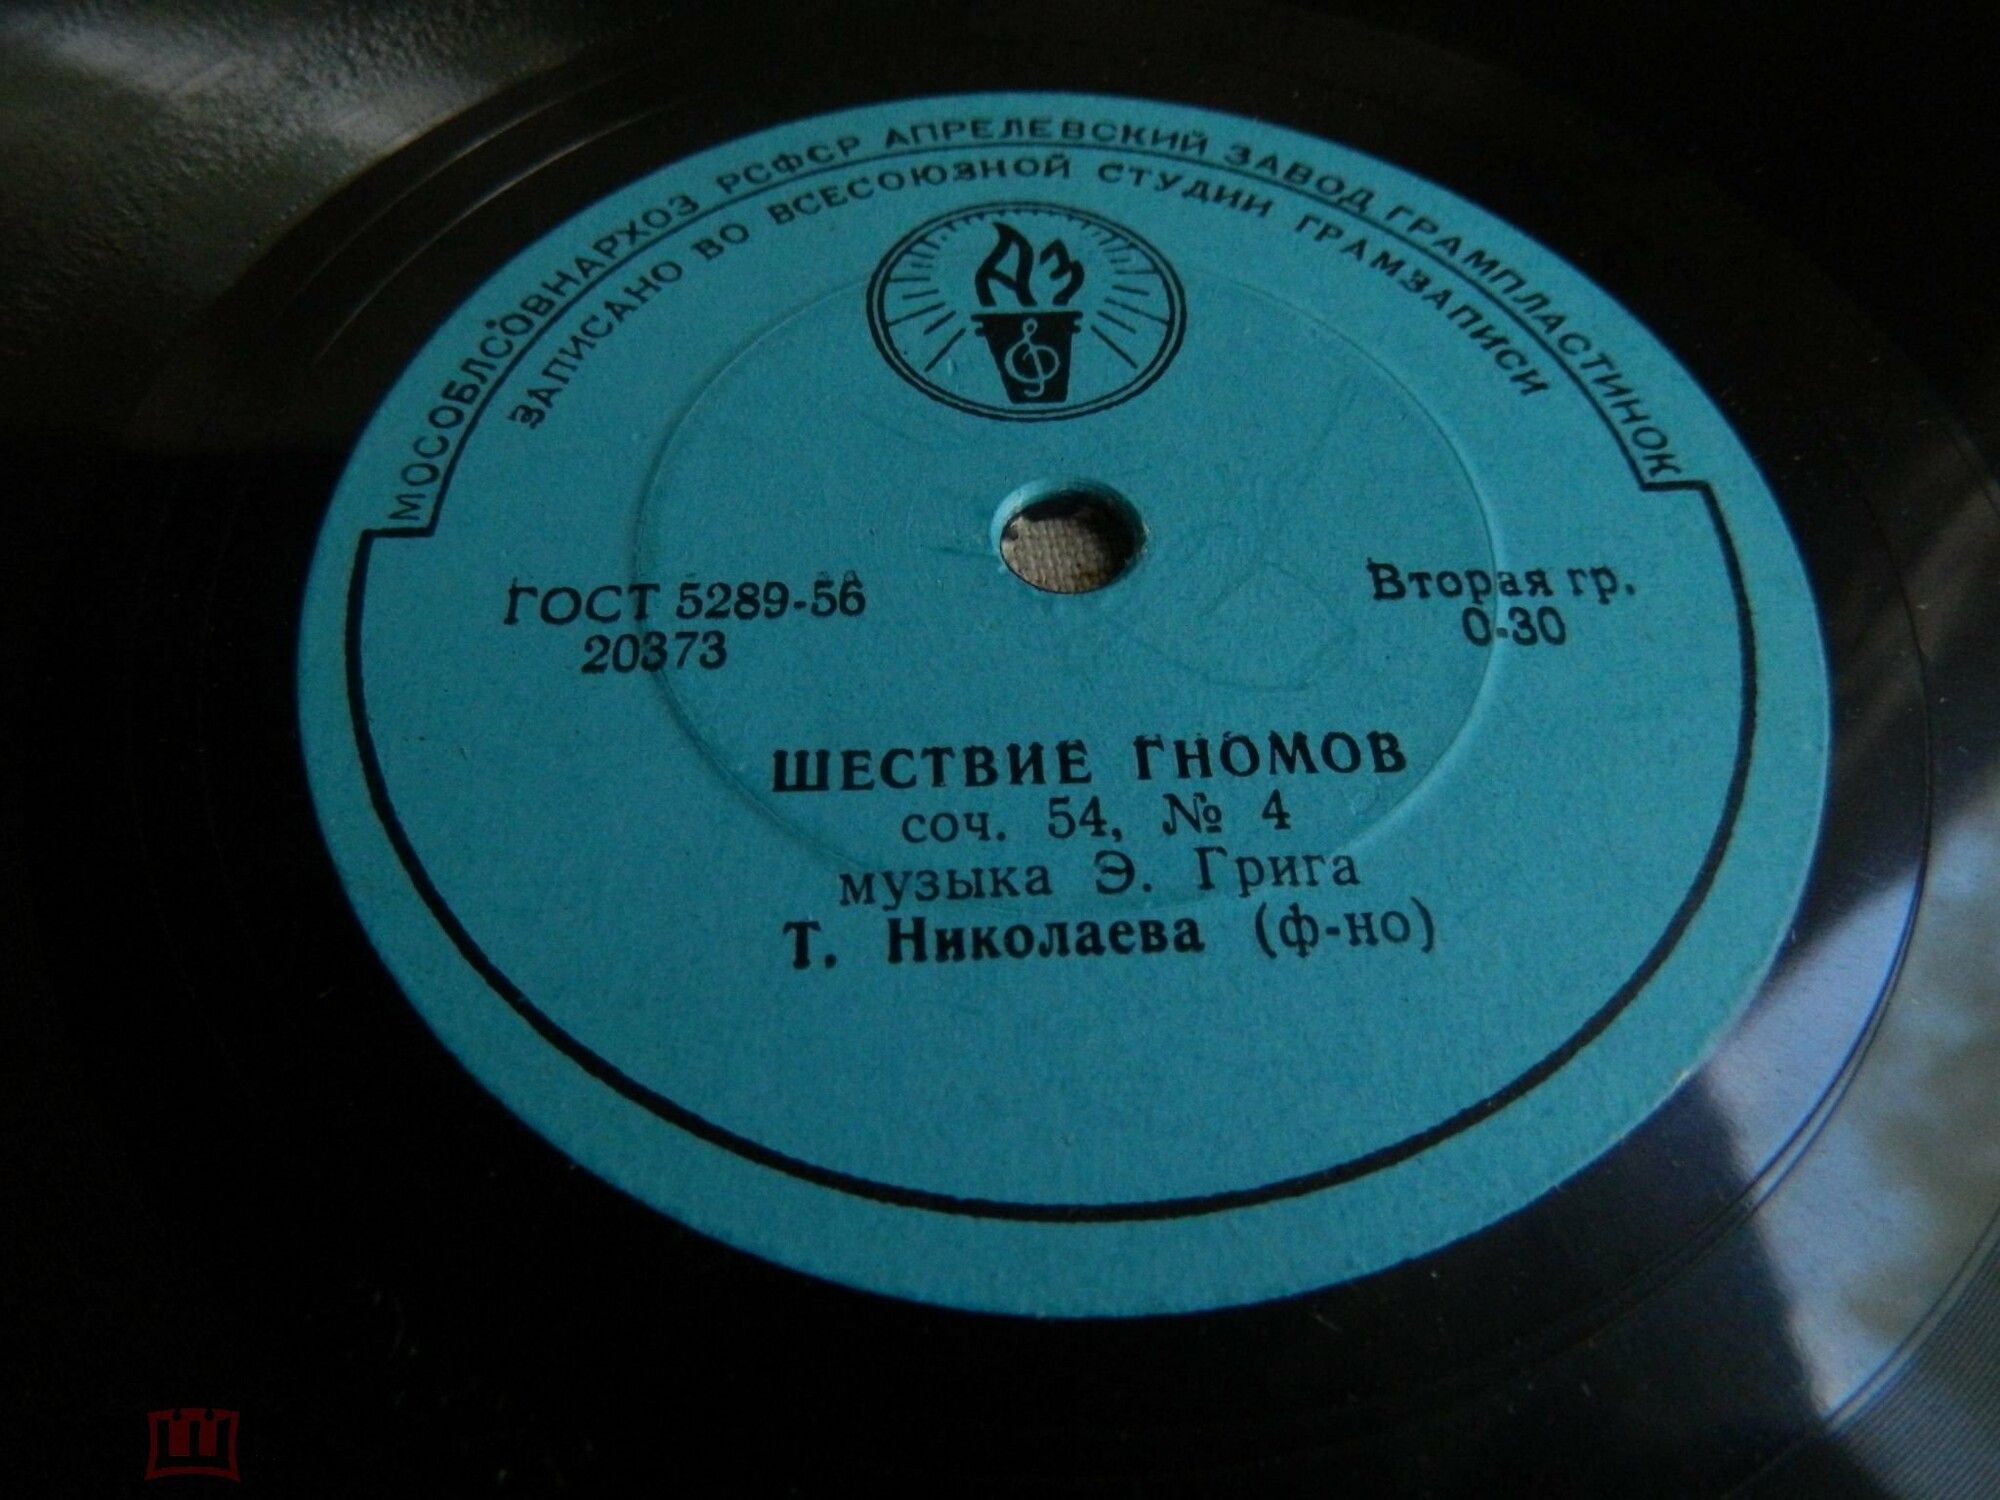 МОСОБЛСОВНАРХОЗ РСФСР АПРЕЛЕВСКИЙ ЗАВОД ГРАМПЛАСТИНОК
ЗАПИСАНО ВО ВСЕСОЮЗНОЙ СТУДИИ ГРАМЗАПИСИ
АЗ
ГОСТ 5289-56
20373
Вторая гр.
0-30
ШЕСТВИЕ ГНОМОВ
соч. 54, № 4
музыка Э. Грига
Т. Николаева (ф-но)